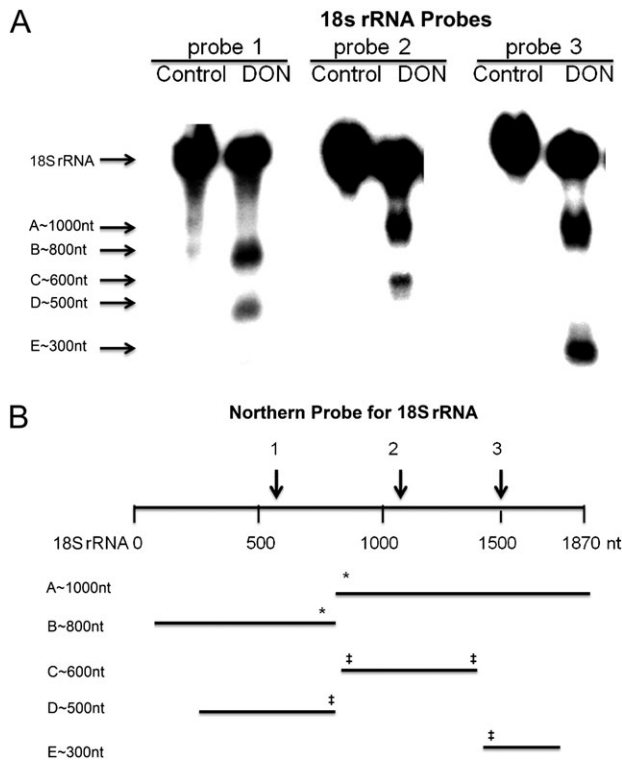 A
18s rRNA Probes
probe 1 probe 2 probe 3
Control DON Control DON Control DON
18S rRNA
A~1000nt
B~800nt
C~600nt
D~500nt
E~300nt
B
Northern Probe for 18S rRNA
1 2 3
18S rRNA 0 500 1000 1500 1870 nt
A~1000nt *
B~800nt *
C~600nt ‡ ‡
D~500nt ‡
E~300nt ‡